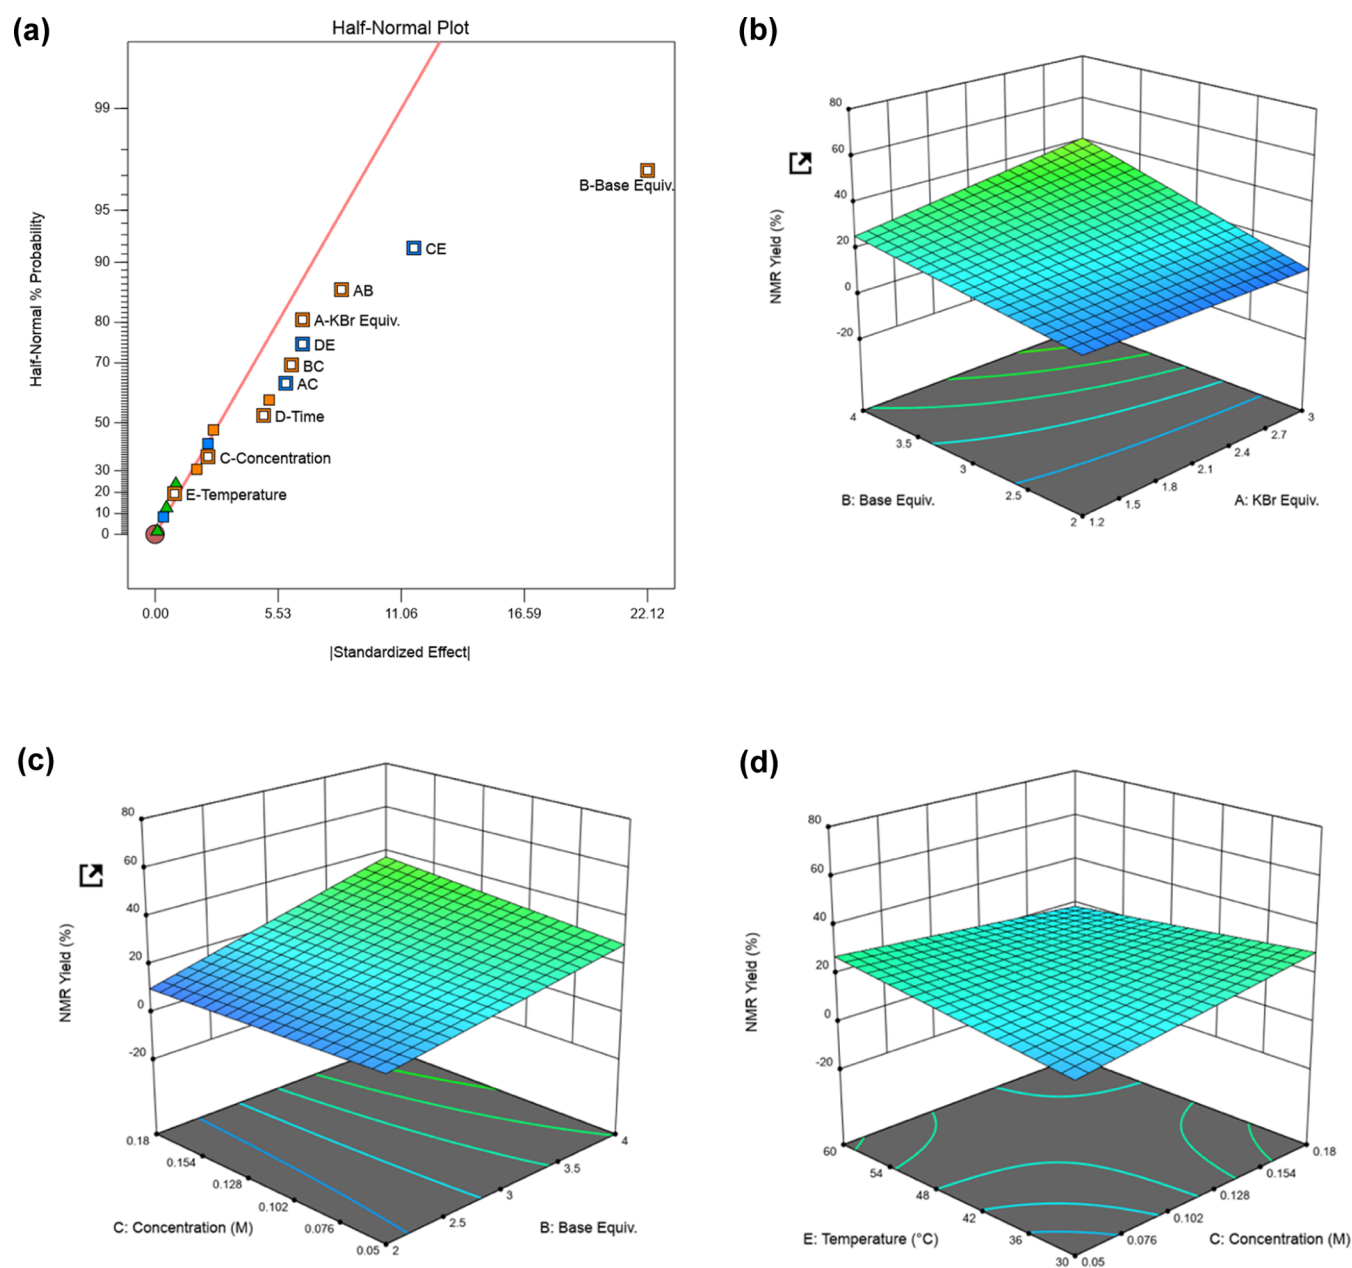 (a)
Half-Normal Plot
Half-Normal % Probability
99
95
90
80
70
50
30
20
10
0
B-Base Equiv.
CE
AB
A-KBr Equiv.
DE
BC
AC
D-Time
C-Concentration
E-Temperature
0.00 5.53 11.06 16.59 22.12
|Standardized Effect|
(b)
NMR Yield (%)
80
60
40
20
0
-20
4 3.5 3 2.5 2
1.2 1.5 1.8 2.1 2.4 2.7 3
B: Base Equiv.
A: KBr Equiv.
(c)
NMR Yield (%)
80
60
40
20
0
-20
0.18 0.154 0.128 0.102 0.076 0.05
2 2.5 3 3.5 4
C: Concentration (M)
B: Base Equiv.
(d)
NMR Yield (%)
80
60
40
20
0
-20
60 54 48 42 36 30
0.05 0.076 0.102 0.128 0.154 0.18
E: Temperature (°C)
C: Concentration (M)